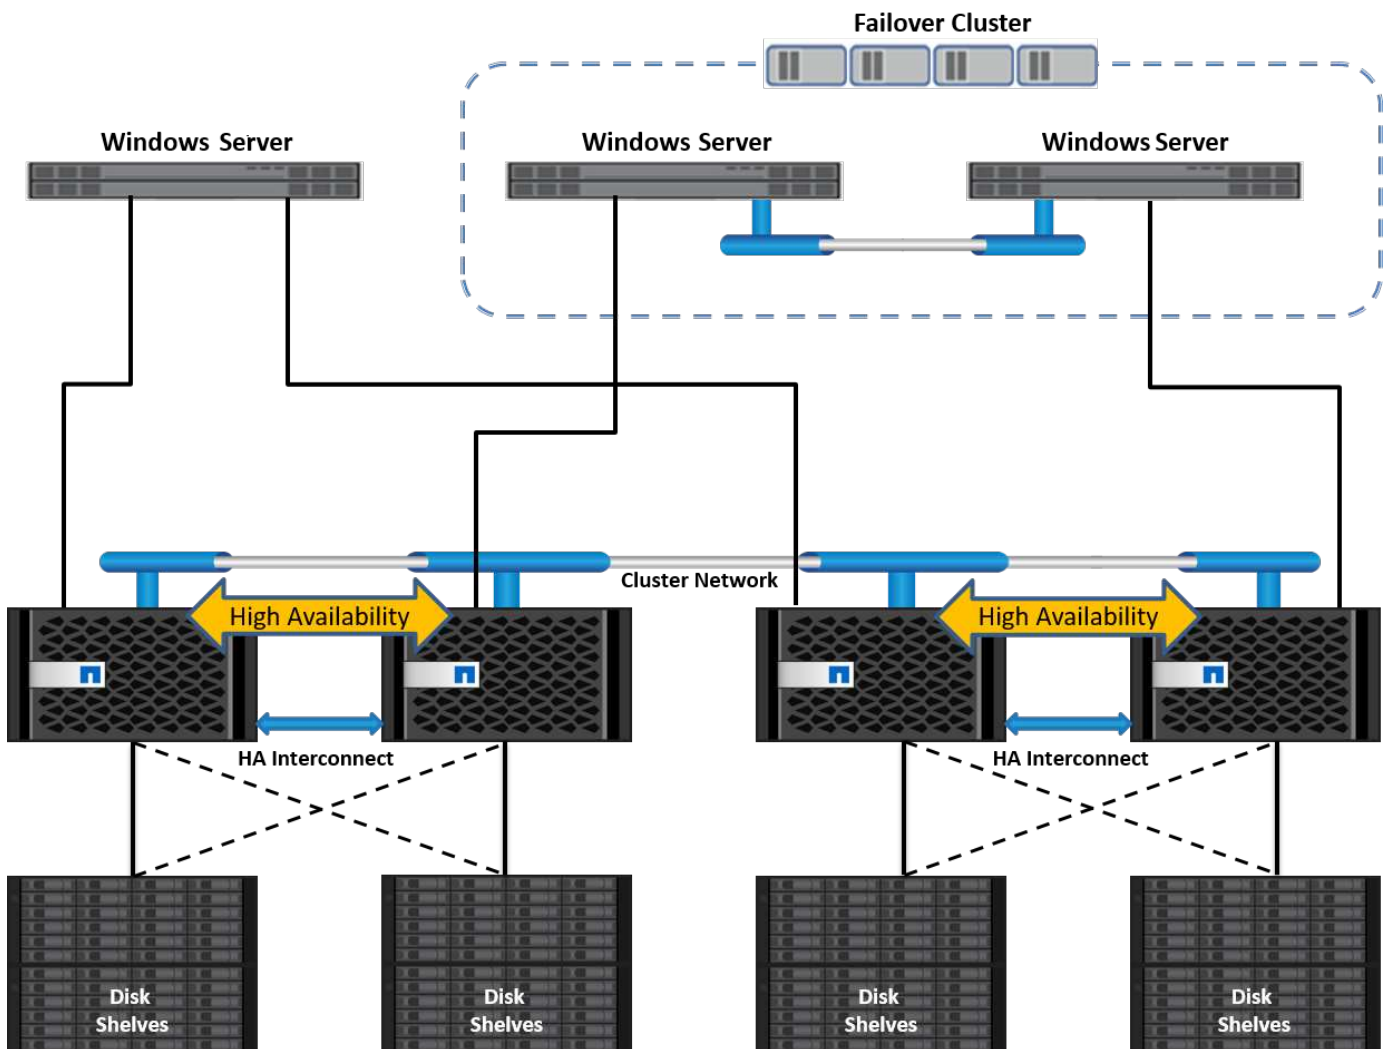 Failover Cluster
Windows Server
Windows Server
Windows Server
Cluster Network
High Availability
High Availability
HA Interconnect
HA Interconnect
Disk
Shelves
Disk
Shelves
Disk
Shelves
Disk
Shelves